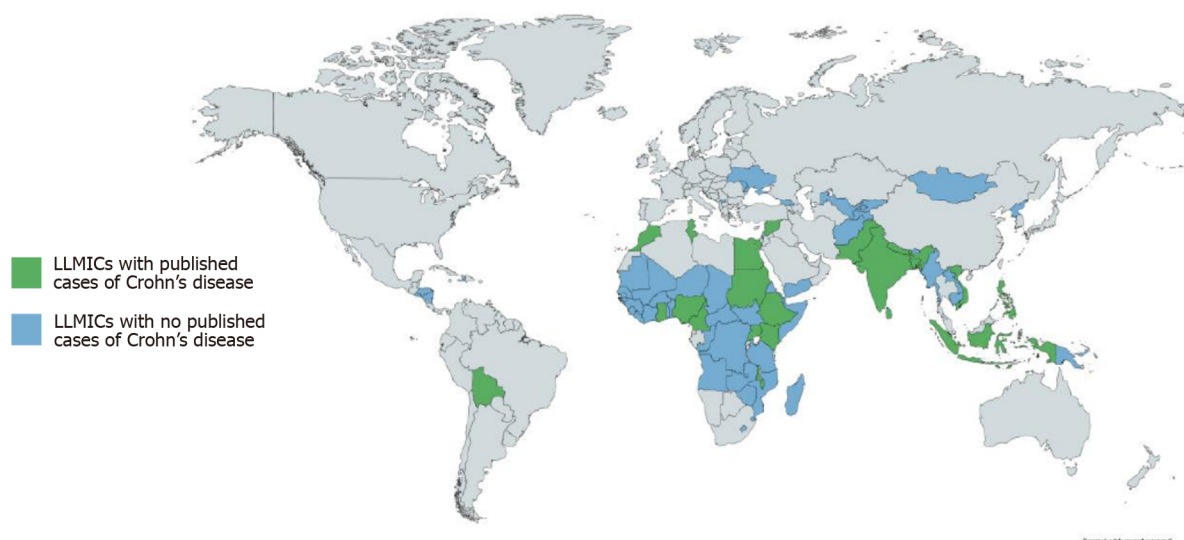 LLMICs with published
cases of Crohn’s disease
LLMICs with no published
cases of Crohn’s disease